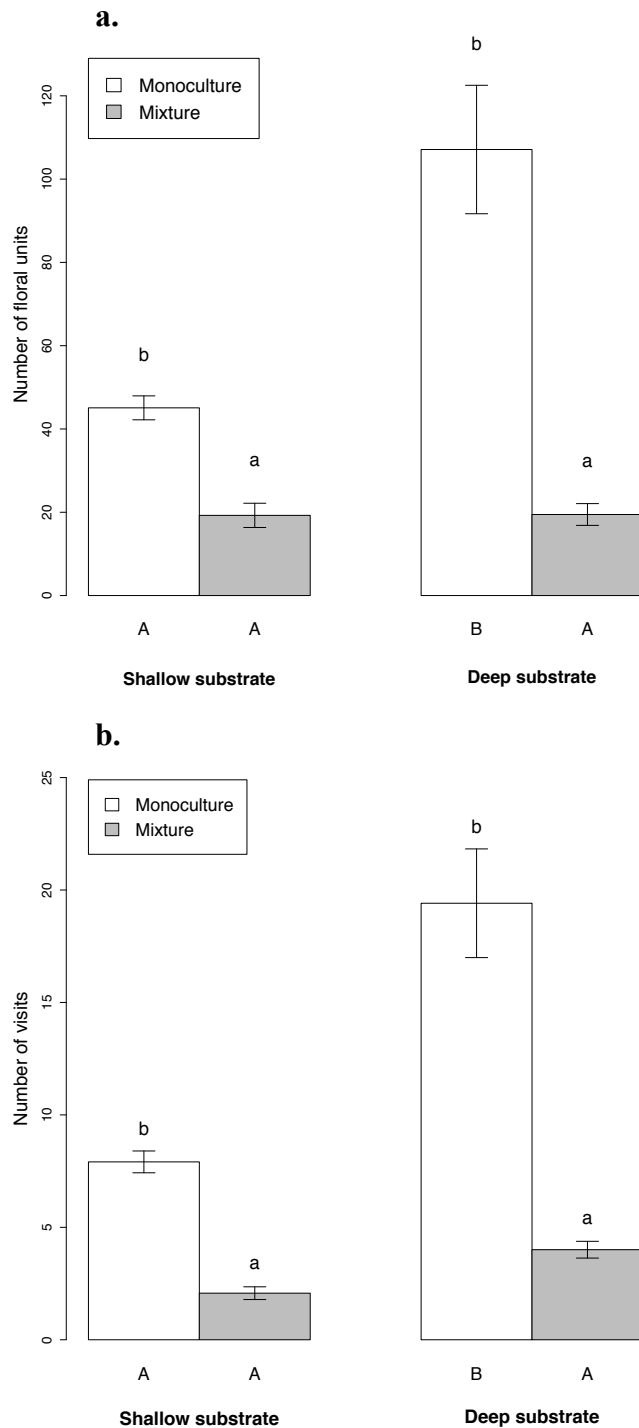 a.
Monoculture
Mixture
Number of floral units
0 20 40 60 80 100 120
b a b a
A A B A
Shallow substrate Deep substrate
b.
Monoculture
Mixture
Number of visits
0 5 10 15 20 25
b a b a
A A B A
Shallow substrate Deep substrate